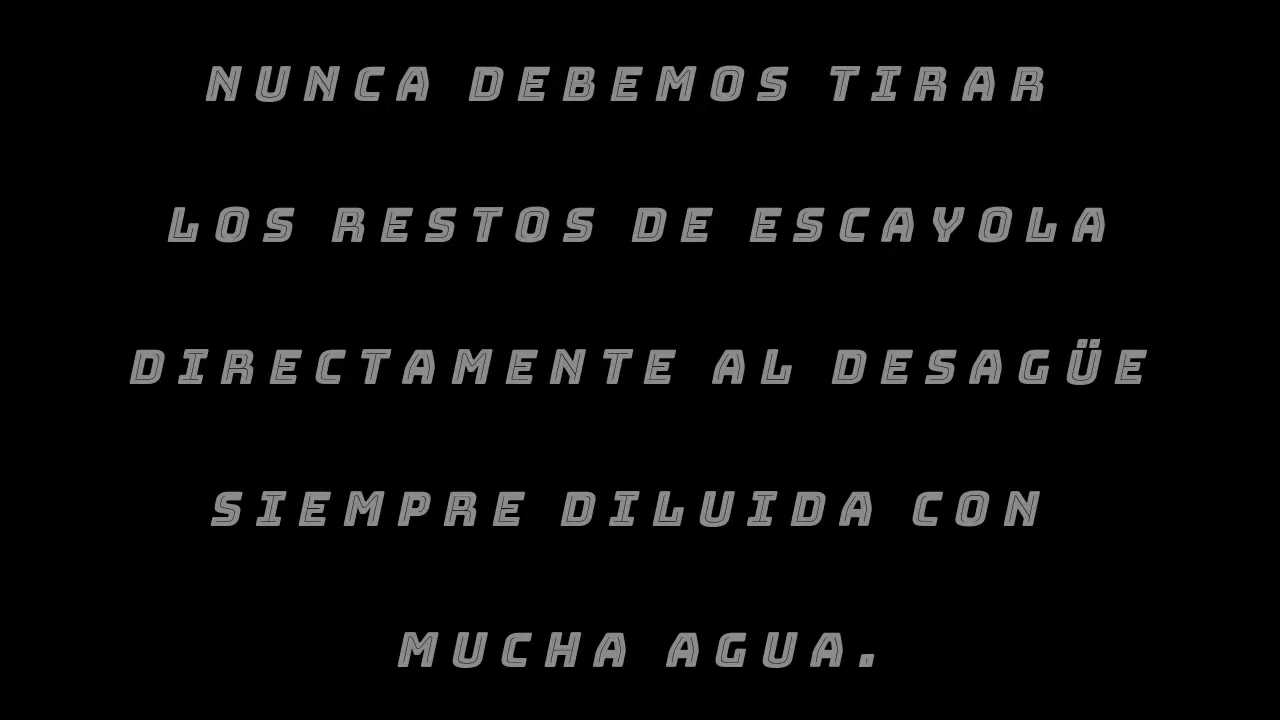 NUNCA DEBEMOS TIRAR
LOS RESTOS DE ESCAYOLA
DIRECTAMENTE AL DESAGÜE
SIEMPRE DILUIDA CON
MUCHA AGUA.